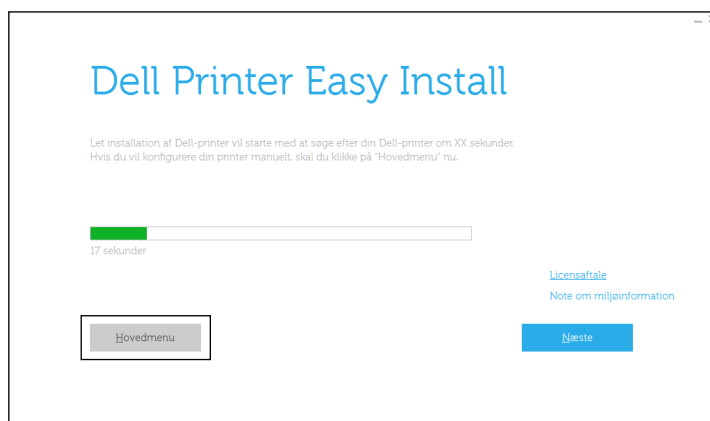 Dell Printer Easy Install
Let installation af Dell-printer vil starte med at søge efter din Dell-printer om XX sekunder.
Hvis du vil konfigurere din printer manuelt, skal du klikke på "Hovedmenu" nu.
17 sekunder
Licensaftale
Note om miljøinformation
Hovedmenu
Næste